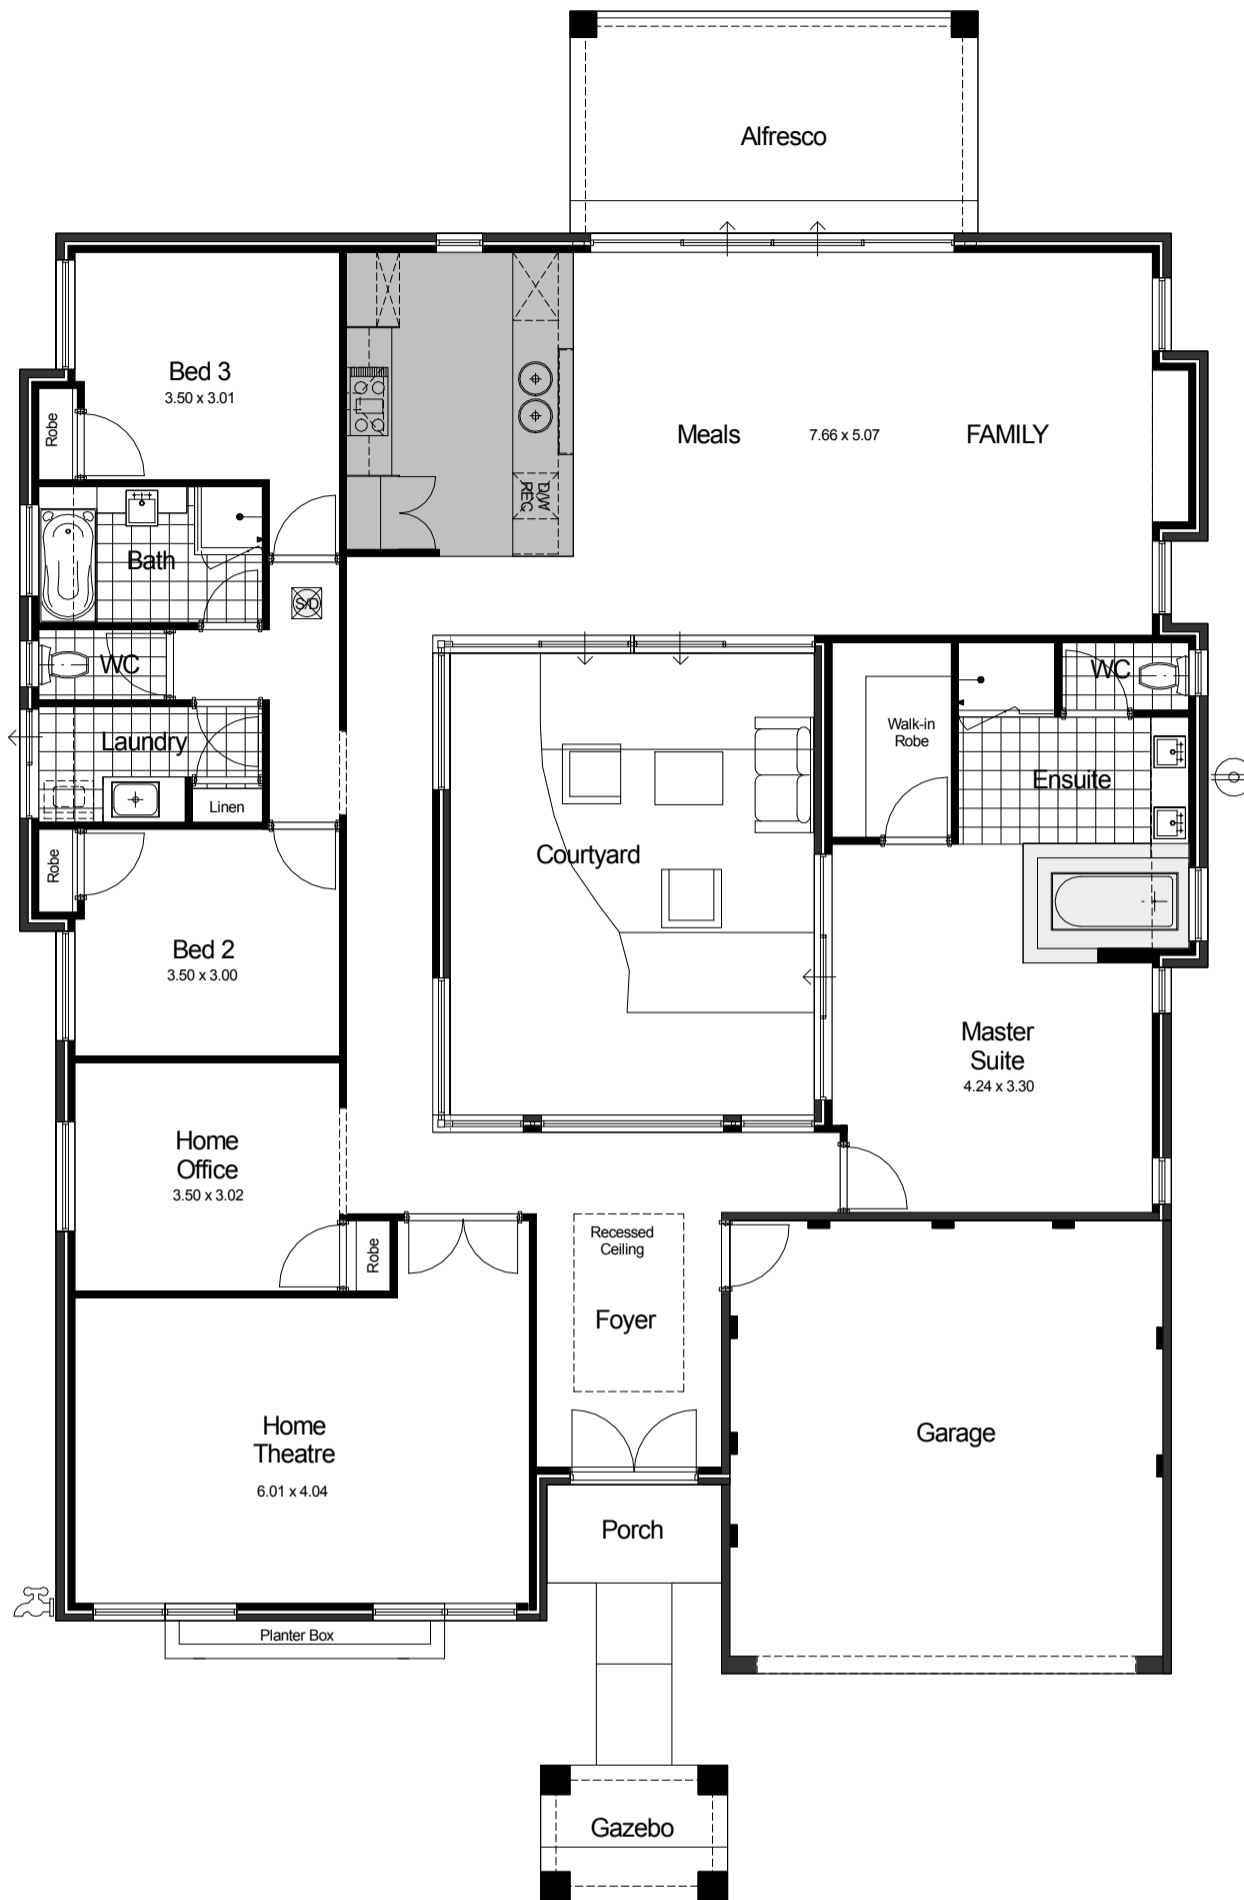 Alfresco
Bed 3
3.50 x 3.01
Robe
Meals
7.66 x 5.07
FAMILY
D/W
REC
Bath
S/D
WC
WC
Laundry
Linen
Walk-in
Robe
Ensuite
Robe
Courtyard
Bed 2
3.50 x 3.00
Master
Suite
4.24 x 3.30
Home
Office
3.50 x 3.02
Robe
Recessed
Ceiling
Foyer
Home
Theatre
6.01 x 4.04
Garage
Porch
Planter Box
Gazebo